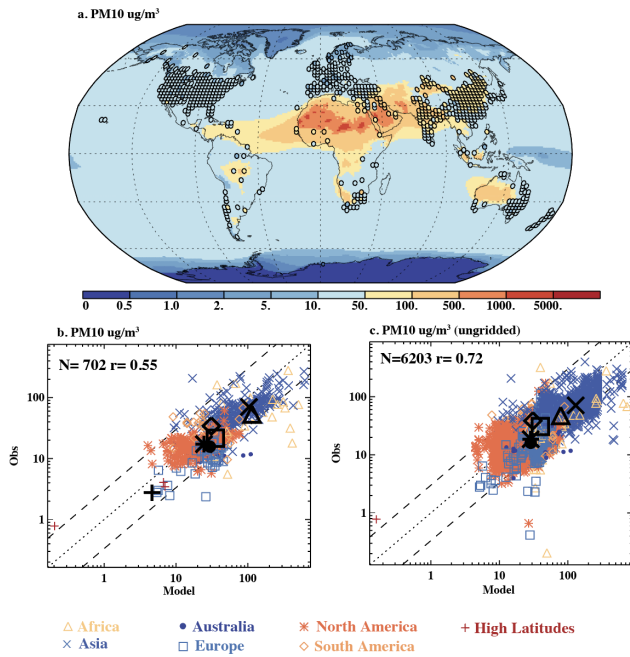 a. PM10 ug/m³
0 0.5 1.0 2. 5. 10. 50. 100. 500. 1000. 5000.
b. PM10 ug/m³
N= 702 r= 0.55
100
10
1
Obs
1 10 100
Model
c. PM10 ug/m³ (ungridded)
N=6203 r= 0.72
100
10
1
Obs
1 10 100
Model
Africa Australia North America High Latitudes
Asia Europe South America